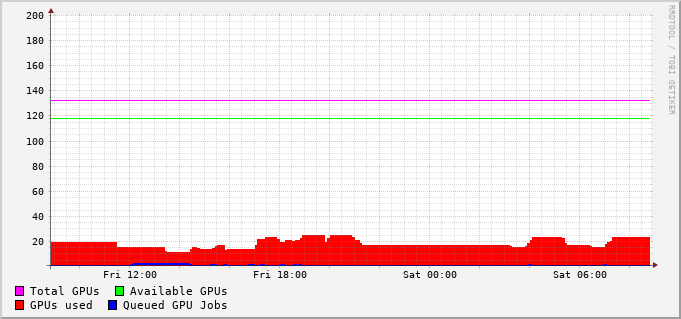 200
180
160
140
120
100
80
60
40
20
Fri 12:00 Fri 18:00 Sat 00:00 Sat 06:00
Total GPUs Available GPUs
GPUs used Queued GPU Jobs
RRDTOOL / TOBI OETIKER